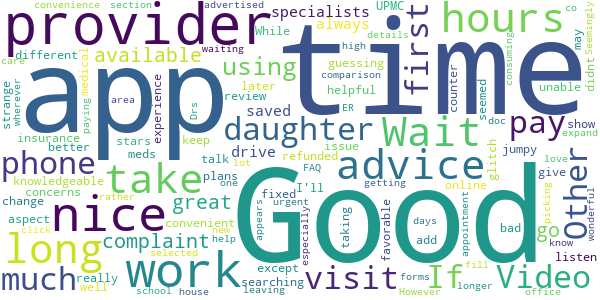 convenience section advertised specialists always UPMC co Seemingly
provider app time hours
While waiting different high details
care strange wherever medical paying available using first guessing comparison consuming may didnt
area Drs experience review later saved helpful ER counter seemed unable
insurance stars daughter Wait pay doc show
better meds keep drive issue expand
phone talk refunded advice glitch jumpy love
knowledgeable plans FAQ give
concerns lot one take fixed I'll getting online wonderful
change rather nice great urgent Good Other picking
aspect convenient appears especially taking favorable days appointment bad go know
long complaint new help except add listen
click really selected searching longer fill
much well work visit If Video
school house leaving However forms office